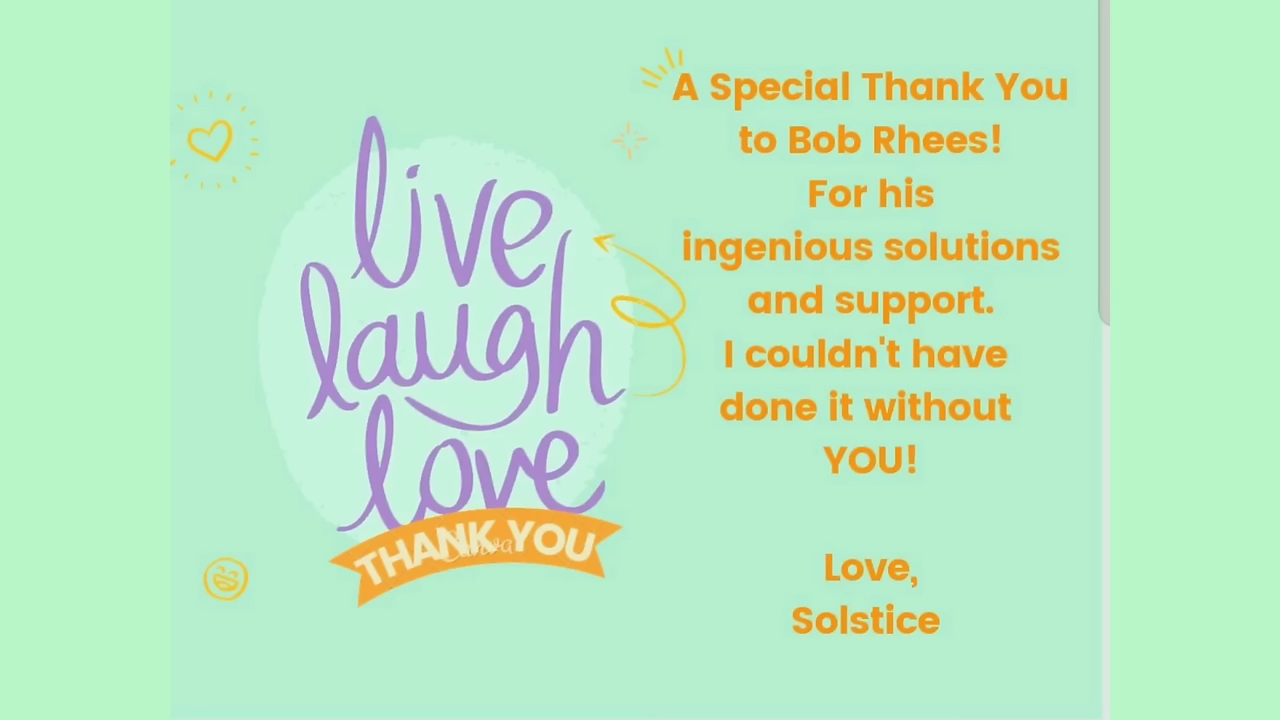 live
laugh
love
THANK YOU
Canva
A Special Thank You
to Bob Rhees!
For his
ingenious solutions
and support.
I couldn't have
done it without
YOU!
Love,
Solstice